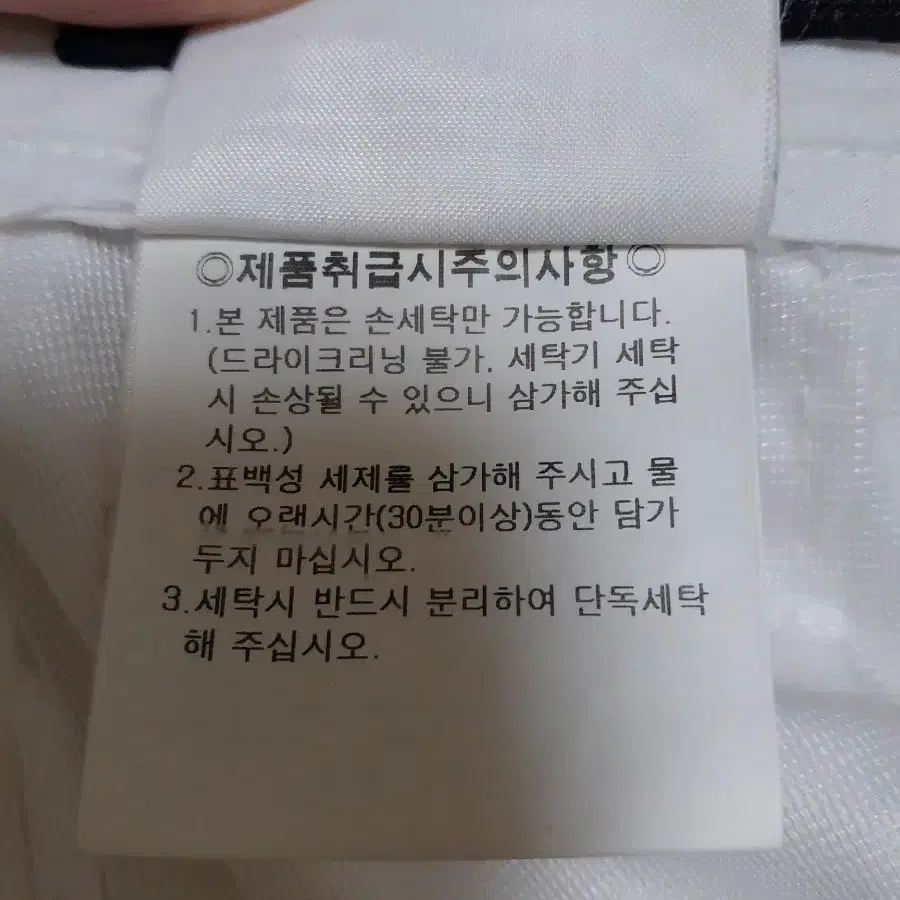 ◎제품취급시주의사항◎
1.본 제품은 손세탁만 가능합니다.
(드라이크리닝 불가, 세탁기 세탁
시 손상될 수 있으니 삼가해 주십
시오.)
2.표백성 세제를 삼가해 주시고 물
에 오랜시간(30분이상)동안 담가
두지 마십시오.
3.세탁시 반드시 분리하여 단독세탁
해 주십시오.